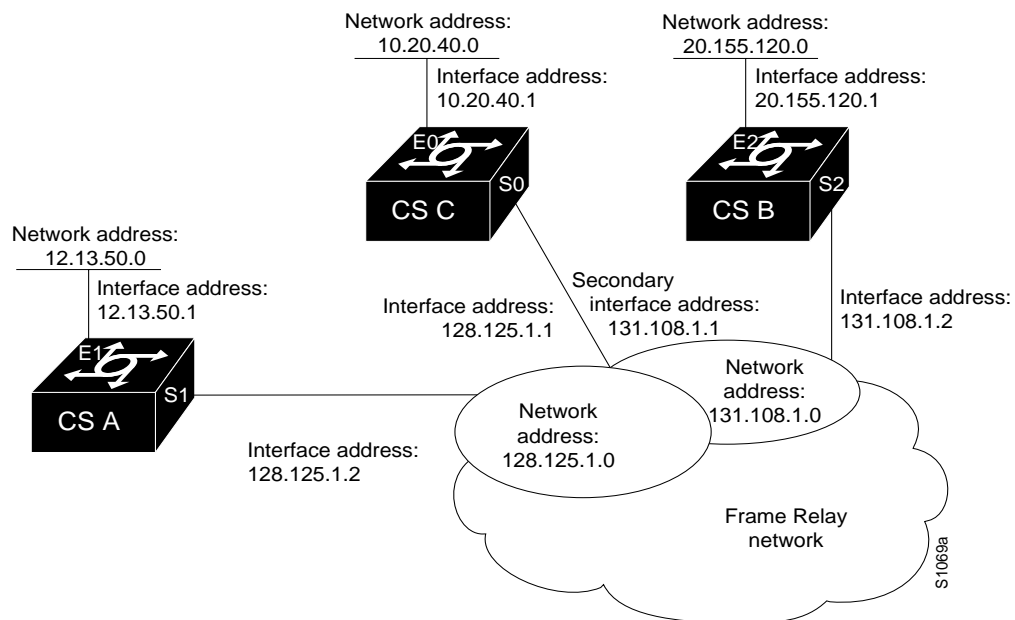 Network address:
10.20.40.0
Interface address:
10.20.40.1
E0
S0
CS C
Network address:
20.155.120.0
Interface address:
20.155.120.1
E2
S2
CS B
Network address:
12.13.50.0
Interface address:
12.13.50.1
E1
S1
CS A
Interface address:
128.125.1.1
Secondary
interface address:
131.108.1.1
Interface address:
131.108.1.2
Interface address:
128.125.1.2
Network
address:
128.125.1.0
Network
address:
131.108.1.0
Frame Relay
network
S1069a